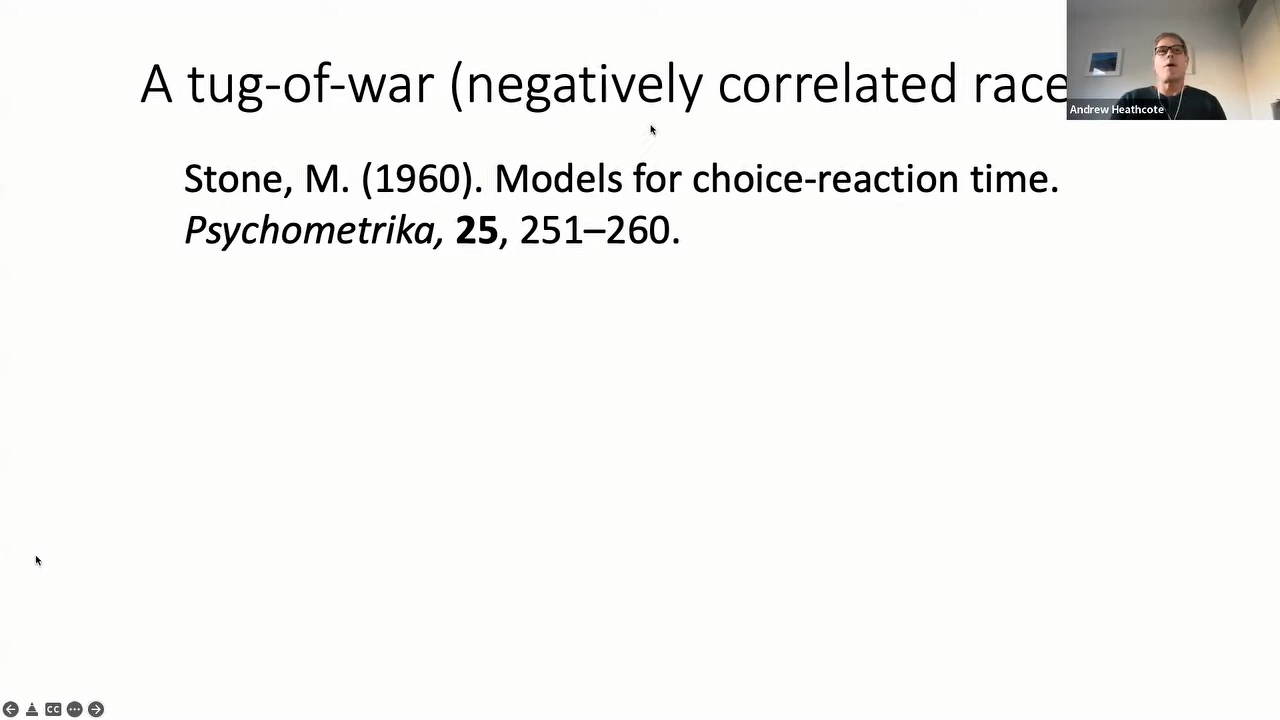 A tug-of-war (negatively correlated race
Andrew Heathcote
Stone, M. (1960). Models for choice-reaction time.
Psychometrika, 25, 251–260.
CC